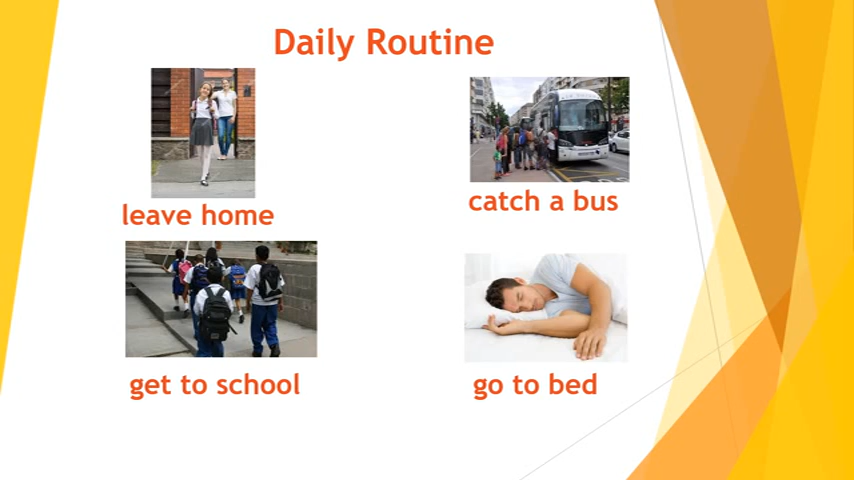 Daily Routine
leave home
catch a bus
get to school
go to bed